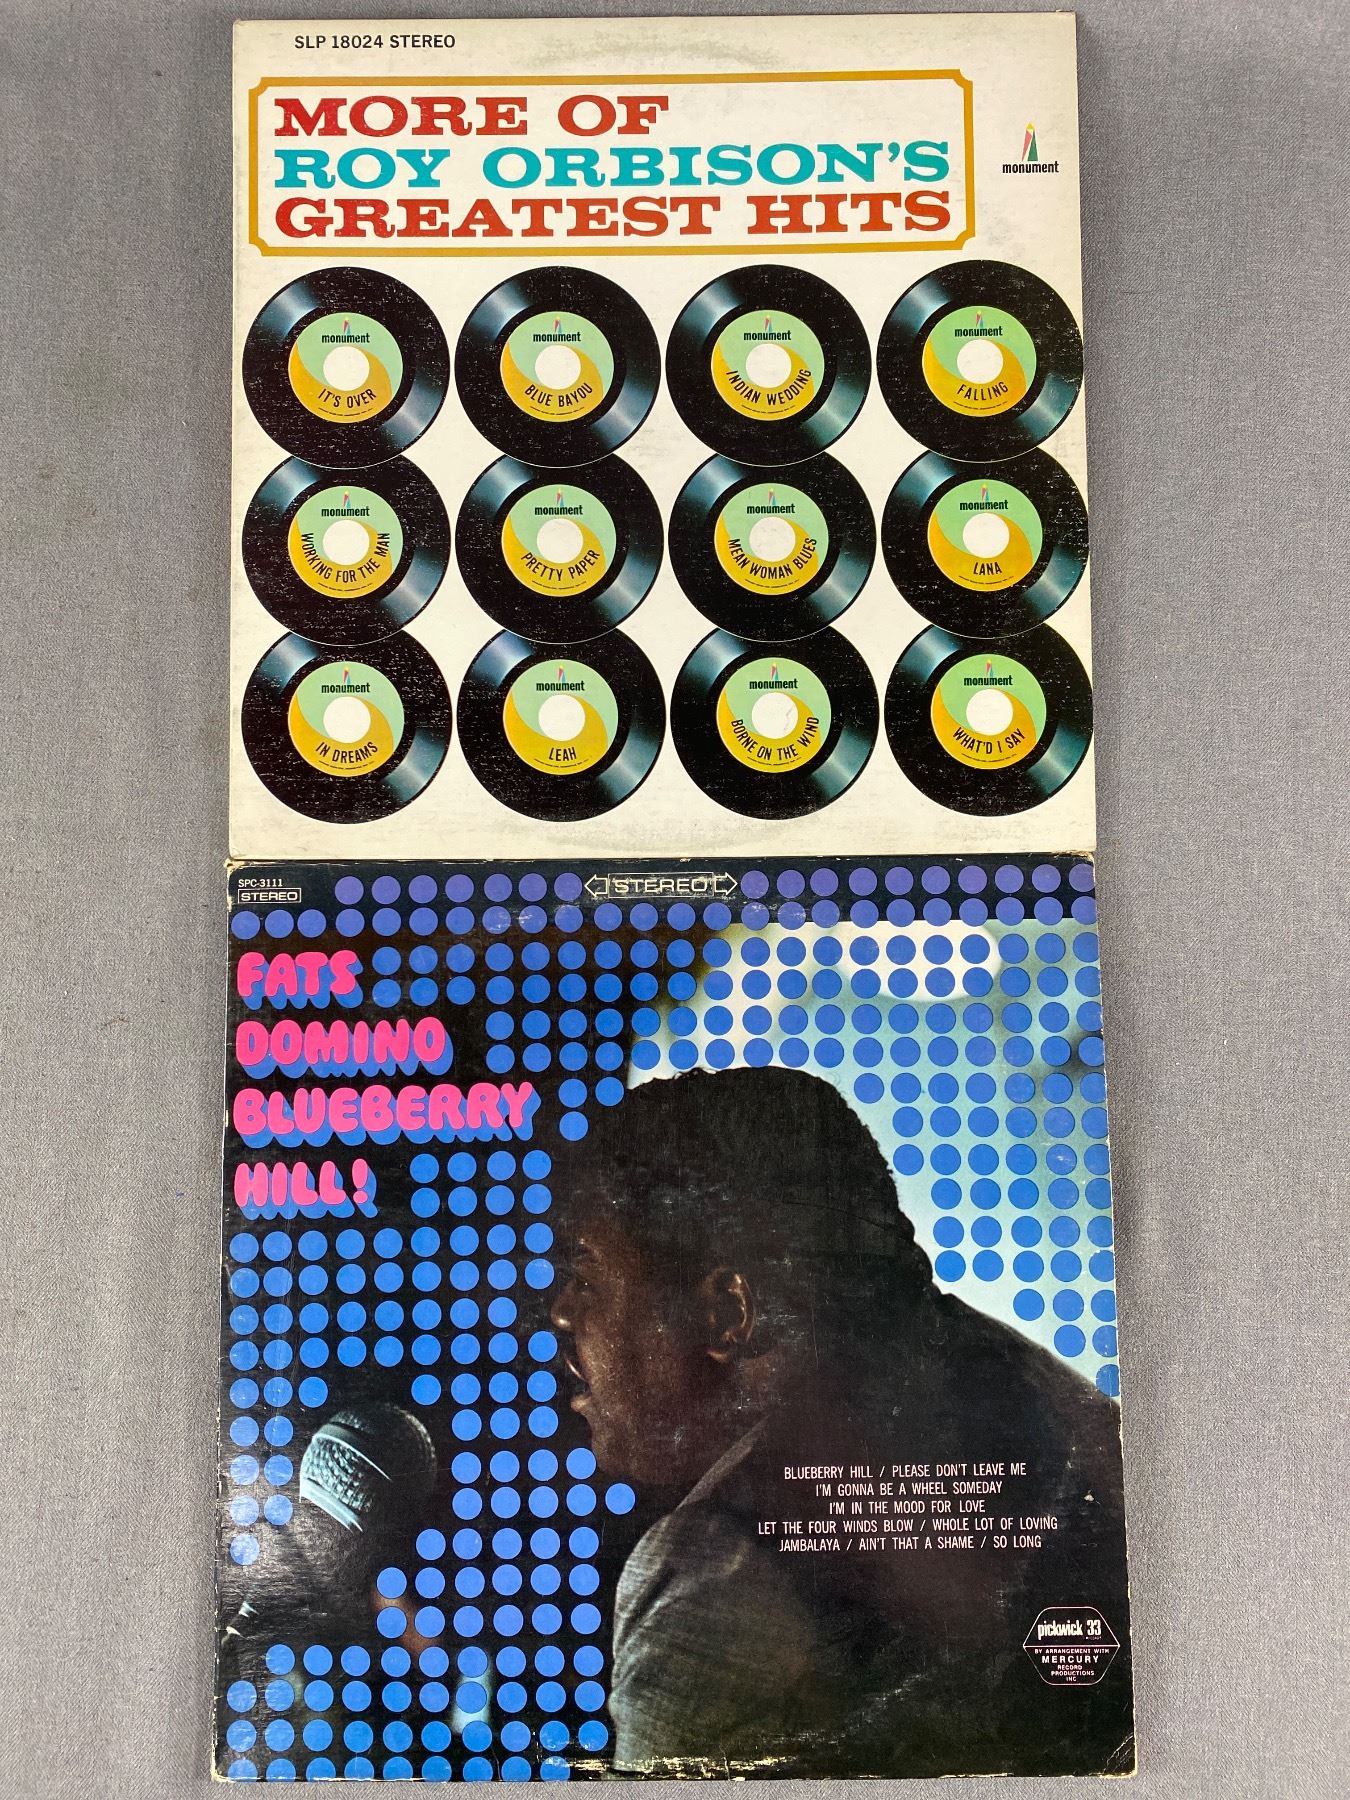 SLP 18024 STEREO
MORE OF
ROY ORBISON'S
GREATEST HITS
monument
monument
IT'S OVER
monument
BLUE BAYOU
monument
INDIAN WEDDING
monument
FALLING
monument
WORKING FOR THE MAN
monument
PRETTY PAPER
monument
MEAN WOMAN BLUES
monument
LANA
monument
IN DREAMS
monument
LEAH
monument
BORNE ON THE WIND
monument
WHAT'D I SAY
SPC-3111
STEREO
STEREO
FATS
DOMINO
BLUEBERRY
HILL!
BLUEBERRY HILL / PLEASE DON'T LEAVE ME
I'M GONNA BE A WHEEL SOMEDAY
I'M IN THE MOOD FOR LOVE
LET THE FOUR WINDS BLOW / WHOLE LOT OF LOVING
JAMBALAYA / AIN'T THAT A SHAME / SO LONG
pickwick 33
BY ARRANGEMENT WITH
MERCURY
RECORD
PRODUCTIONS
INC